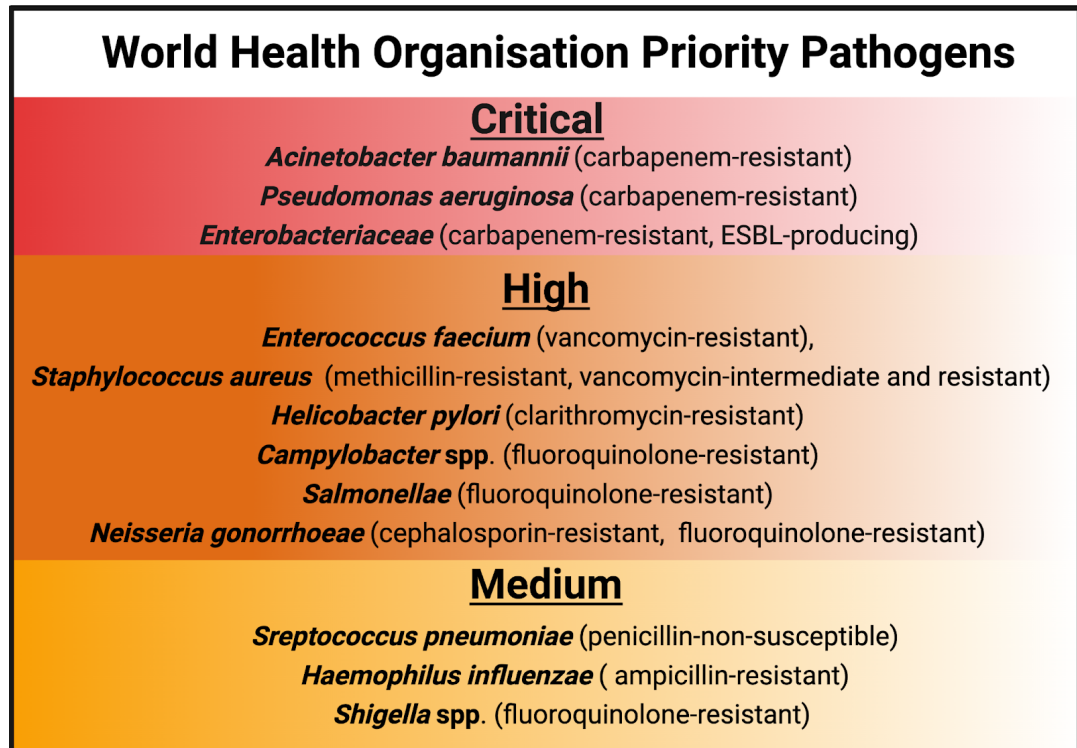 World Health Organisation Priority Pathogens
Critical
Acinetobacter baumannii (carbapenem-resistant)
Pseudomonas aeruginosa (carbapenem-resistant)
Enterobacteriaceae (carbapenem-resistant, ESBL-producing)
High
Enterococcus faecium (vancomycin-resistant),
Staphylococcus aureus (methicillin-resistant, vancomycin-intermediate and resistant)
Helicobacter pylori (clarithromycin-resistant)
Campylobacter spp. (fluoroquinolone-resistant)
Salmonellae (fluoroquinolone-resistant)
Neisseria gonorrhoeae (cephalosporin-resistant, fluoroquinolone-resistant)
Medium
Sreptococcus pneumoniae (penicillin-non-susceptible)
Haemophilus influenzae ( ampicillin-resistant)
Shigella spp. (fluoroquinolone-resistant)